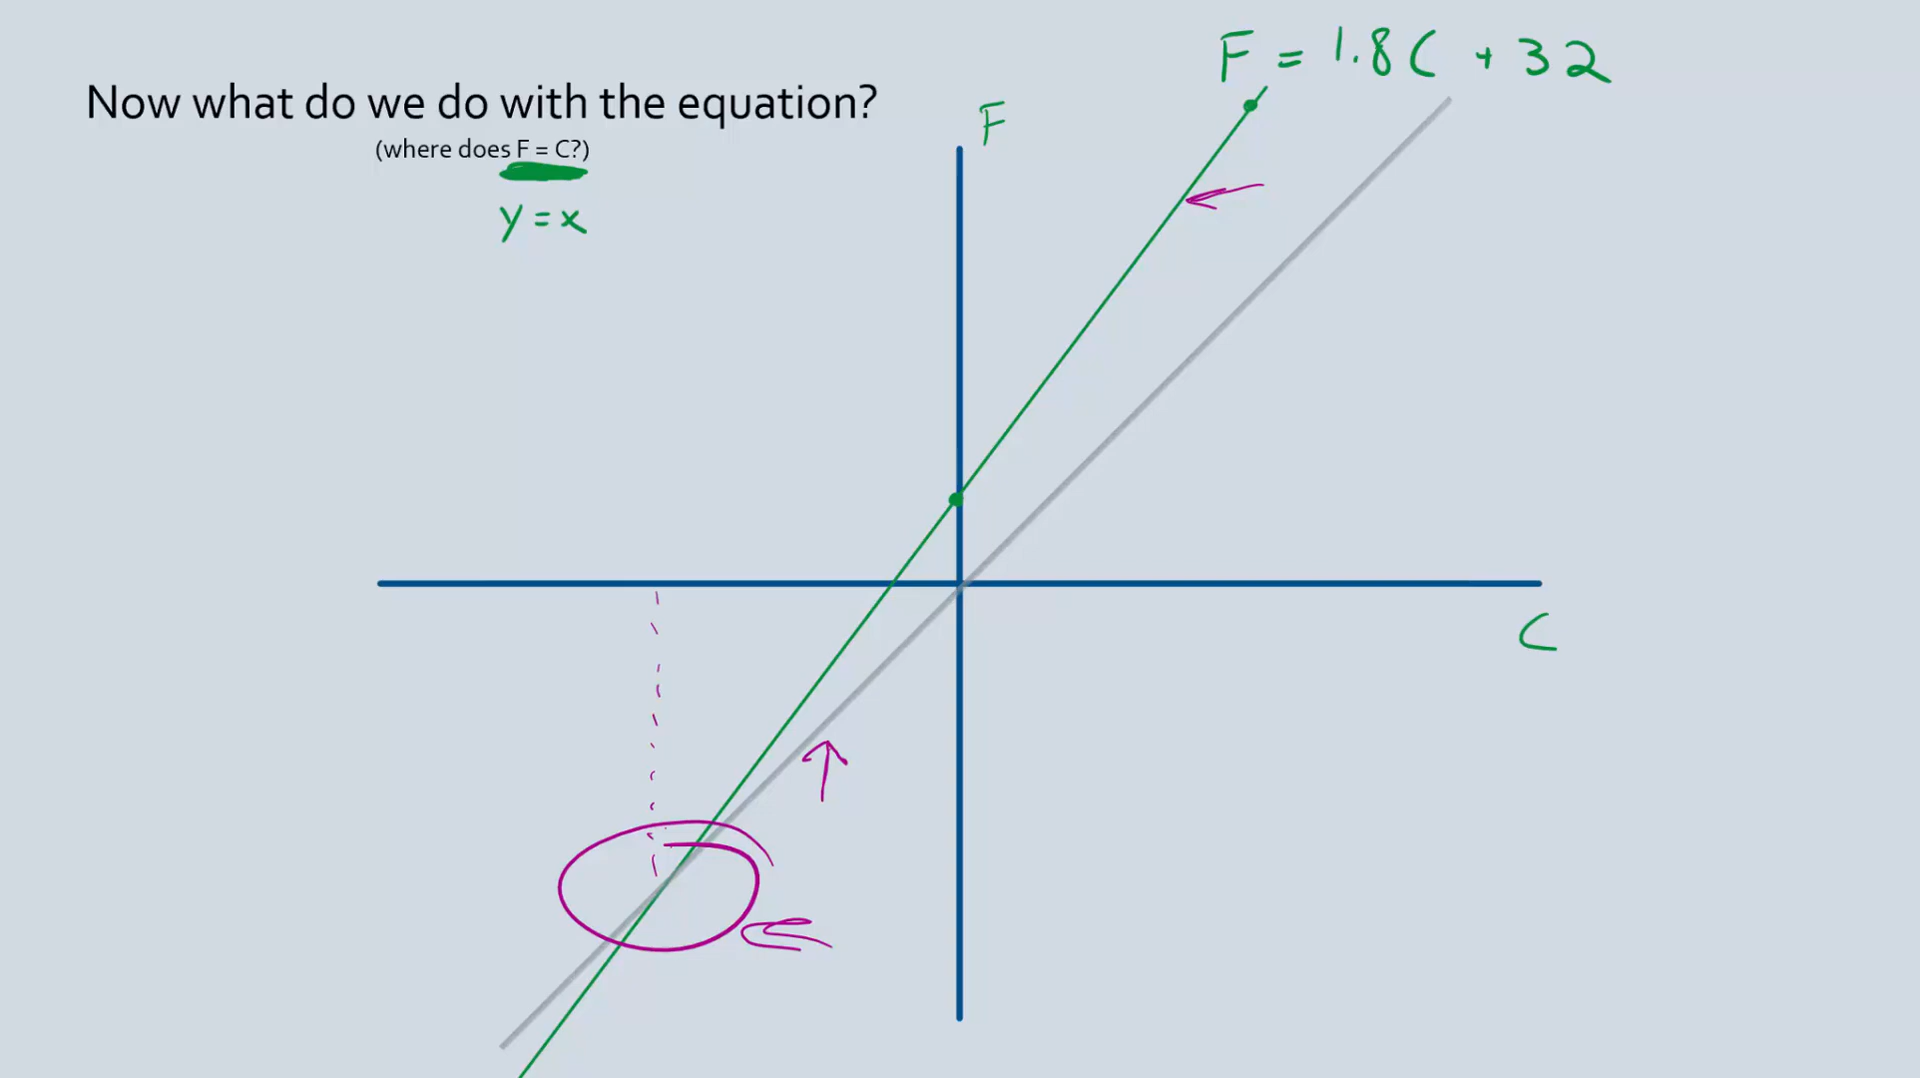 F = 1.8C + 32
Now what do we do with the equation?
(where does F = C?)
y = x
F
C